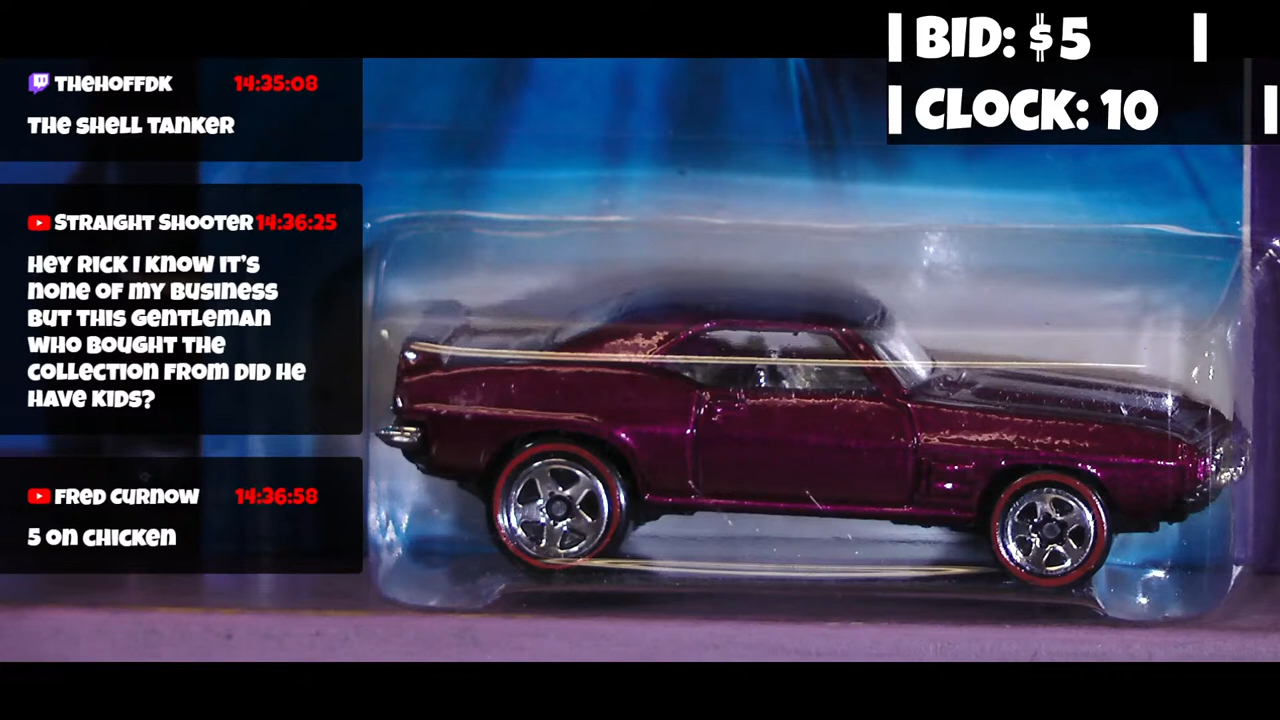 | BID: $5 |
| CLOCK: 10 |
THEHOFFDK 14:35:08
THE SHELL TANKER
STRAIGHT SHOOTER 14:36:25
HEY RICK I KNOW IT'S
NONE OF MY BUSINESS
BUT THIS GENTLEMAN
WHO BOUGHT THE
COLLECTION FROM DID HE
HAVE KIDS?
FRED CURNOW 14:36:58
5 ON CHICKEN